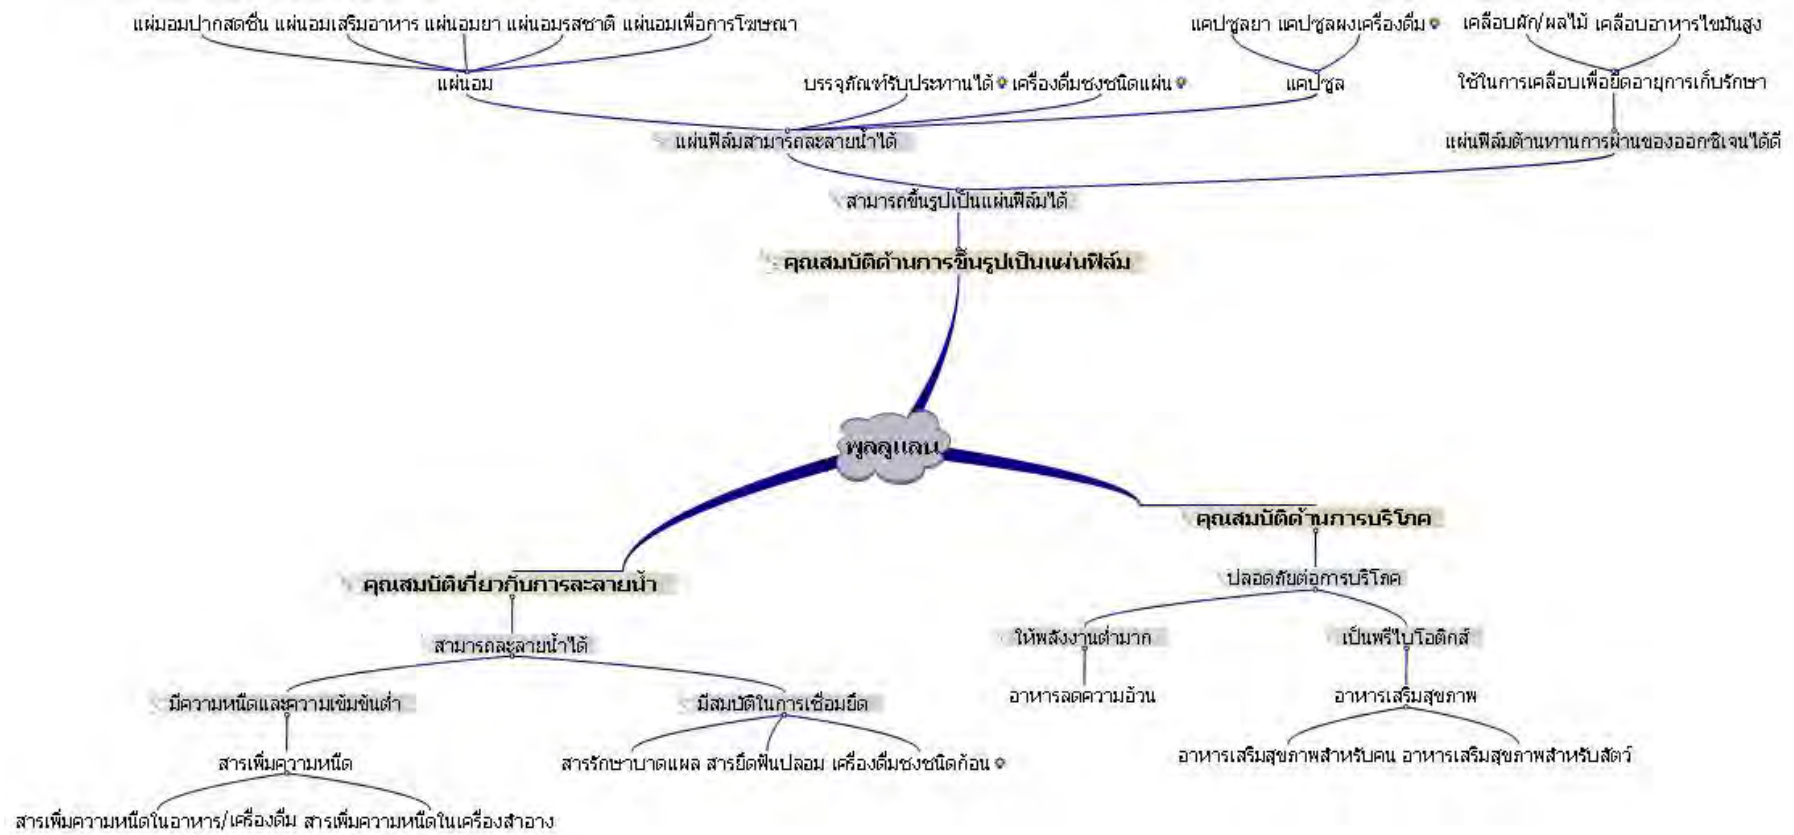 แผ่นอมปากสดชื่น แผ่นอมเสริมอาหาร แผ่นอมยา แผ่นอมรสชาติ แผ่นอมเพื่อการโฆษณา
แคปซูลยา แคปซูลผงเครื่องดื่ม
เคลือบผัก/ผลไม้ เคลือบอาหารไขมันสูง
แผ่นอม
บรรจุภัณฑ์รับประทานได้ เครื่องดื่มชงชนิดแผ่น
แคปซูล
ใช้ในการเคลือบเพื่อยืดอายุการเก็บรักษา
แผ่นฟิล์มสามารถละลายน้ำได้
แผ่นฟิล์มต้านทานการผ่านของออกซิเจนได้ดี
สามารถขึ้นรูปเป็นแผ่นฟิล์มได้
คุณสมบัติด้านการขึ้นรูปเป็นแผ่นฟิล์ม
พูลลูแลน
คุณสมบัติด้านการบริโภค
ปลอดภัยต่อการบริโภค
ให้พลังงานต่ำมาก
เป็นพรีไบโอติกส์
อาหารลดความอ้วน
อาหารเสริมสุขภาพ
อาหารเสริมสุขภาพสำหรับคน อาหารเสริมสุขภาพสำหรับสัตว์
คุณสมบัติเกี่ยวกับการละลายน้ำ
สามารถละลายน้ำได้
มีความหนืดและความเข้มข้นต่ำ
มีสมบัติในการเชื่อมยึด
สารเพิ่มความหนืด
สารรักษาบาดแผล สารยึดฟันปลอม เครื่องดื่มชงชนิดก้อน
สารเพิ่มความหนืดในอาหาร/เครื่องดื่ม สารเพิ่มความหนืดในเครื่องสำอาง